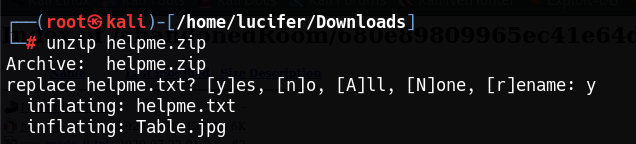 ┌──(root㉿kali)-[/home/lucifer/Downloads]
└─# unzip helpme.zip
Archive:  helpme.zip
replace helpme.txt? [y]es, [n]o, [A]ll, [N]one, [r]ename: y
  inflating: helpme.txt
  inflating: Table.jpg